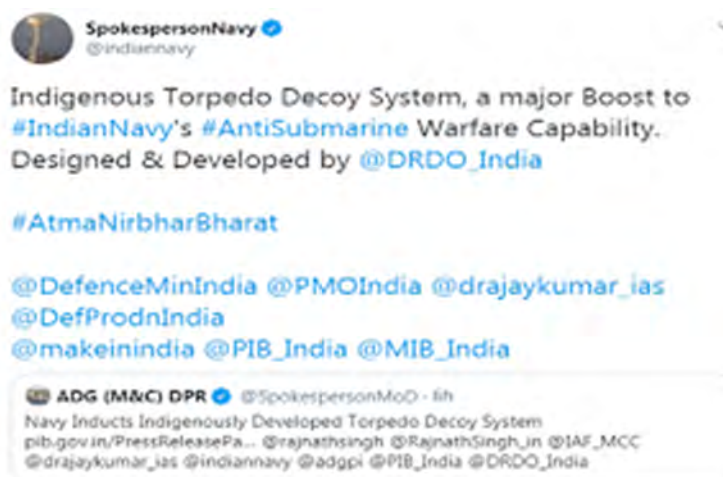 SpokespersonNavy
@indiannavy
Indigenous Torpedo Decoy System, a major Boost to
#IndianNavy's #AntiSubmarine Warfare Capability.
Designed & Developed by @DRDO_India
#AtmaNirbharBharat
@DefenceMinIndia @PMOIndia @drajaykumar_ias
@DefProdnIndia
@makeinindia @PIB_India @MIB_India
ADG (M&C) DPR @SpokespersonMoD ·
Navy Inducts Indigenously Developed Torpedo Decoy System
pib.gov.in/PressReleasePa... @rajnathsingh @RajnathSingh_in @IAF_MCC
@drajaykumar_ias @indiannavy @adgpi @PIB_India @DRDO_India